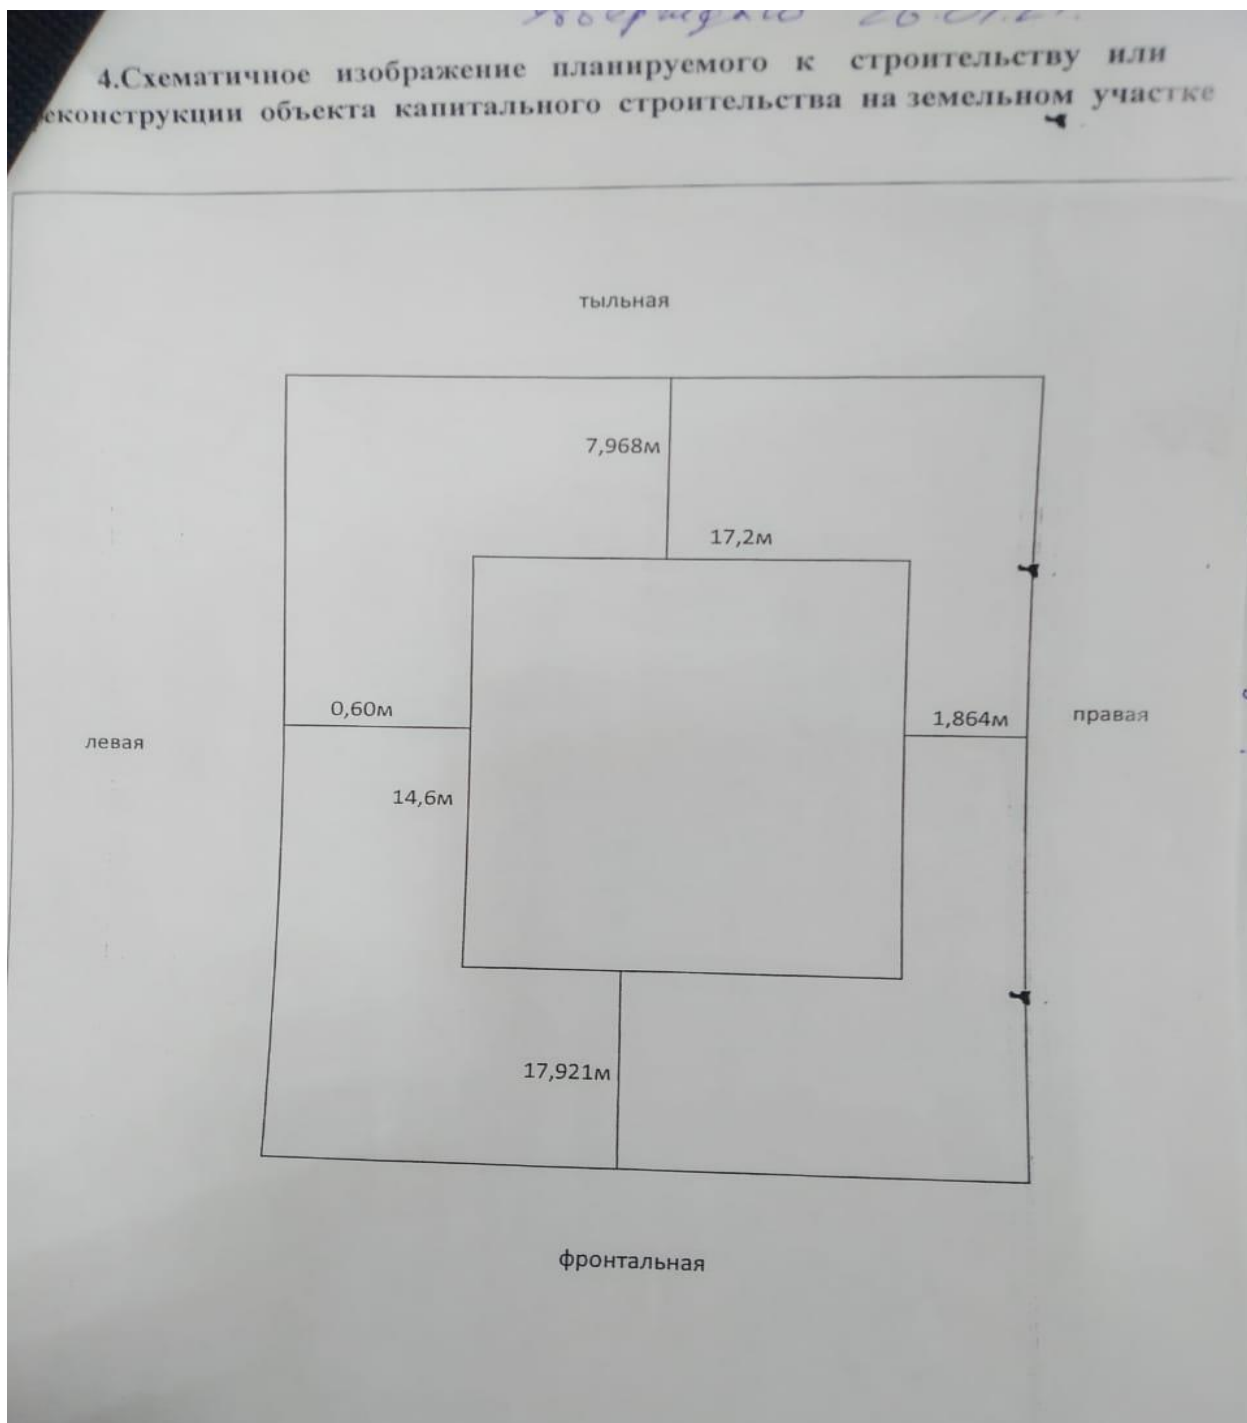 4.Схематичное изображение планируемого к строительству или
еконструкции объекта капитального строительства на земельном участке
тыльная
7,968м
17,2м
0,60м
1,864м
правая
левая
14,6м
17,921м
фронтальная